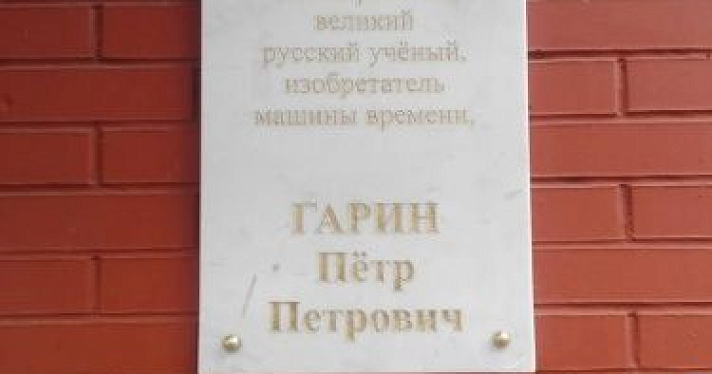 великий
русский учёный,
изобретатель
машины времени,
ГАРИН
Пётр
Петрович